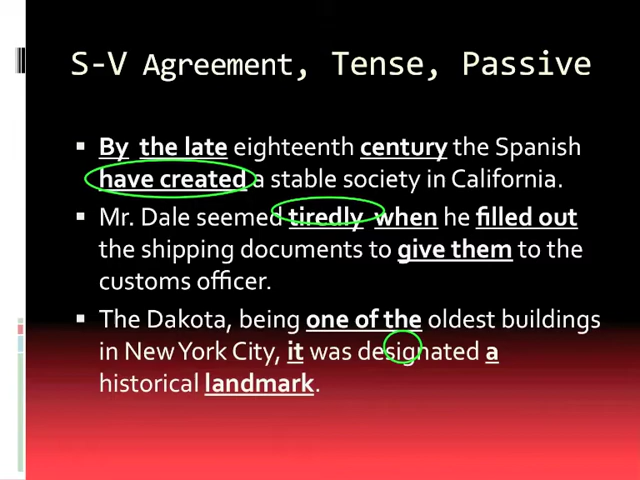 S-V Agreement, Tense, Passive
By the late eighteenth century the Spanish
have created a stable society in California.
Mr. Dale seemed tiredly when he filled out
the shipping documents to give them to the
customs officer.
The Dakota, being one of the oldest buildings
in New York City, it was designated a
historical landmark.